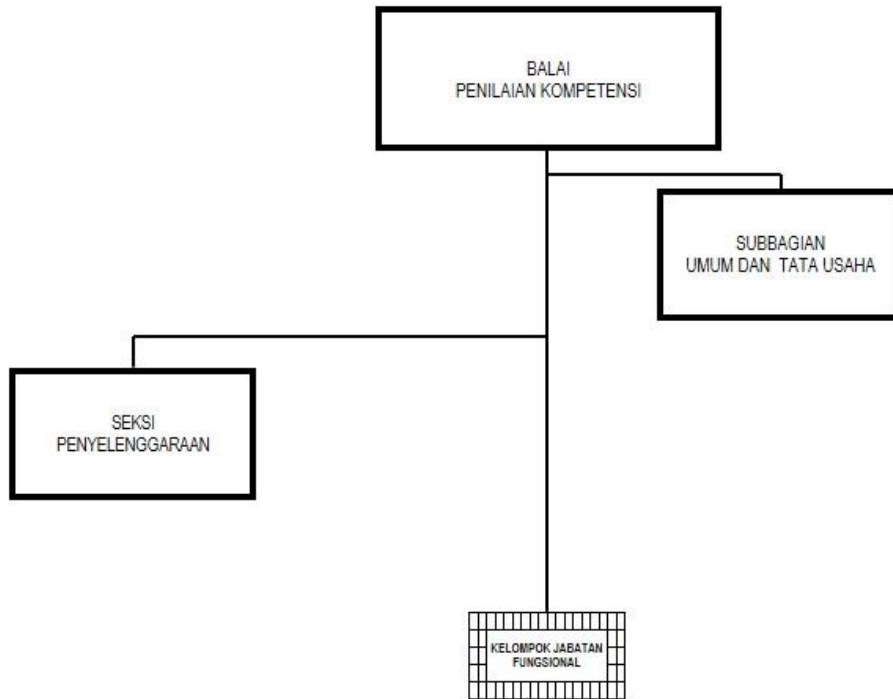 BALAI
PENILAIAN KOMPETENSI
SUBBAGIAN
UMUM DAN TATA USAHA
SEKSI
PENYELENGGARAAN
KELOMPOK JABATAN
FUNGSIONAL